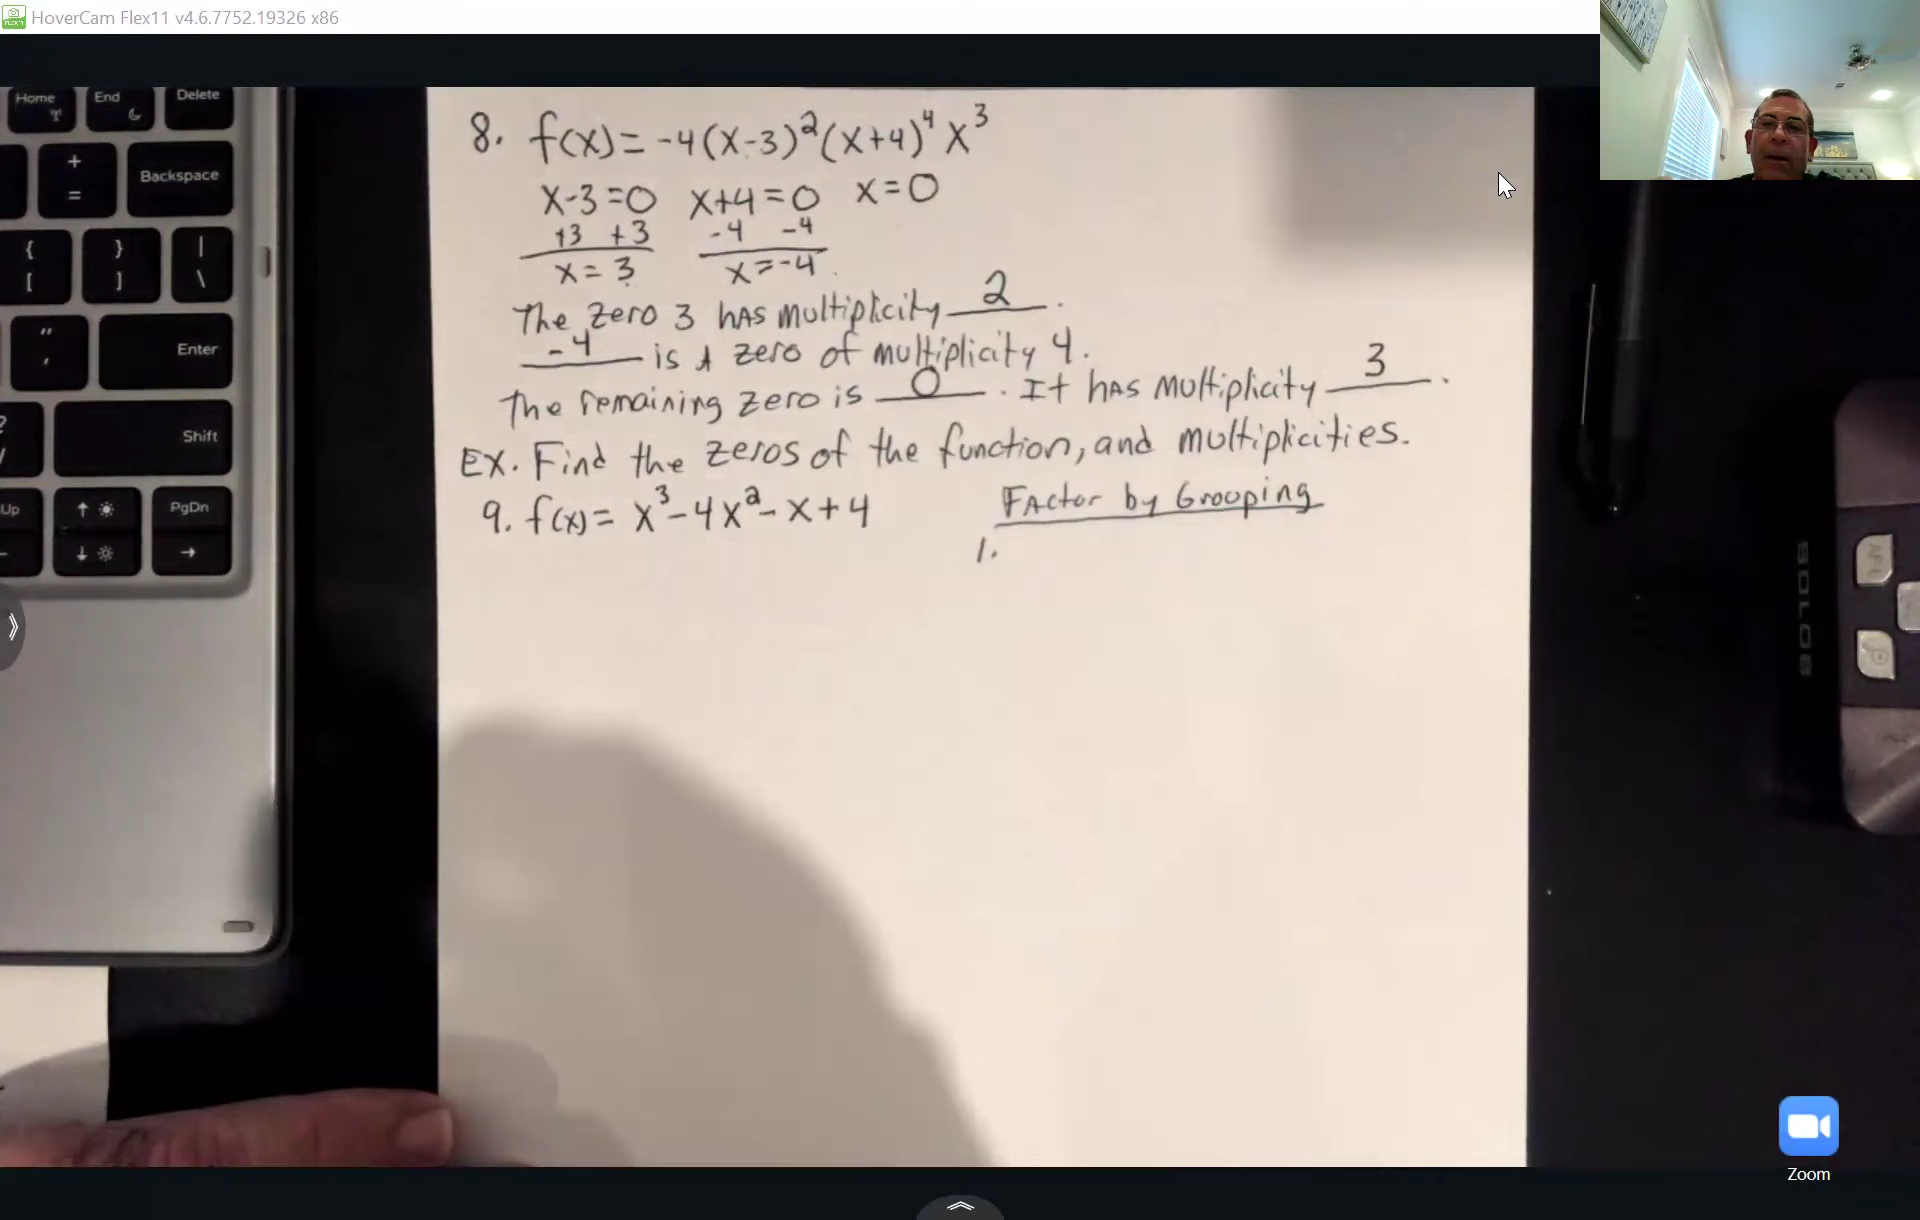 HoverCam Flex11 v4.6.7752.19326 x86
Home End Delete
+ = Backspace
{ [ } ] | \
" , Enter
? / Shift
Up ↑ PgDn
↓ →
8. f(x) = -4(x-3)²(x+4)⁴x³
x-3=0 x+4=0 x=0
+3 +3 -4 -4
x=3 x=-4
The zero 3 has multiplicity 2.
-4 is A zero of multiplicity 4.
The remaining zero is 0. It has multiplicity 3.
EX. Find the zeros of the function, and multiplicities.
9. f(x) = x³-4x²-x+4 Factor by Grouping
1.
BOLOB
Zoom